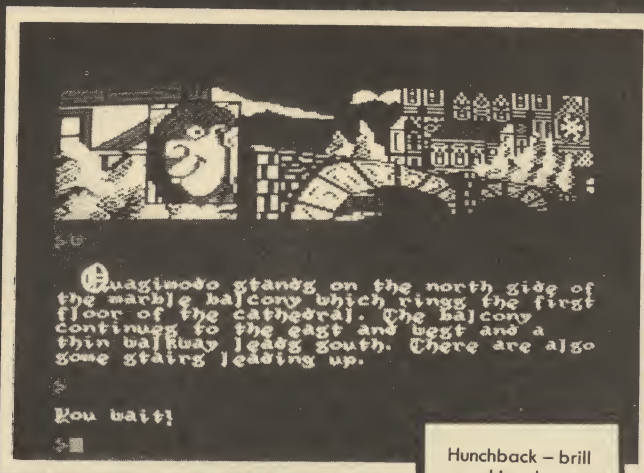 >w
Quasimodo stands on the north side of
the marble balcony which rings the first
floor of the cathedral. The balcony
continues to the east and west and a
thin walkway leads south. There are also
some stairs leading up.
>
You wait!
>
Hunchback – brill